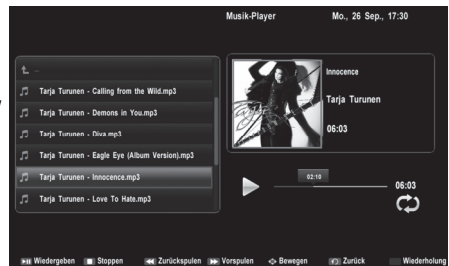 Musik-Player
Mo., 26 Sep., 17:30
..
Tarja Turunen - Calling from the Wild.mp3
Tarja Turunen - Demons in You.mp3
Tarja Turunen - Diva.mp3
Tarja Turunen - Eagle Eye (Album Version).mp3
Tarja Turunen - Innocence.mp3
Tarja Turunen - Love To Hate.mp3
Innocence
Tarja Turunen
06:03
02:10
06:03
Wiedergeben Stoppen Zurückspulen Vorspulen Bewegen Zurück Wiederholung